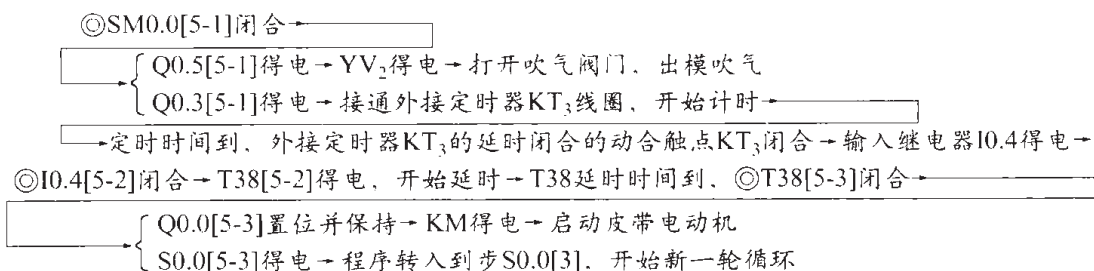 ◎SM0.0[5-1]闭合→
Q0.5[5-1]得电→YV₂得电→打开吹气阀门、出模吹气
Q0.3[5-1]得电→接通外接定时器KT₃线圈，开始计时→
→定时时间到，外接定时器KT₃的延时闭合的动合触点KT₃闭合→输入继电器I0.4得电→
◎I0.4[5-2]闭合→T38[5-2]得电，开始延时→T38延时时间到，◎T38[5-3]闭合→
Q0.0[5-3]置位并保持→KM得电→启动皮带电动机
S0.0[5-3]得电→程序转入到步S0.0[3]，开始新一轮循环